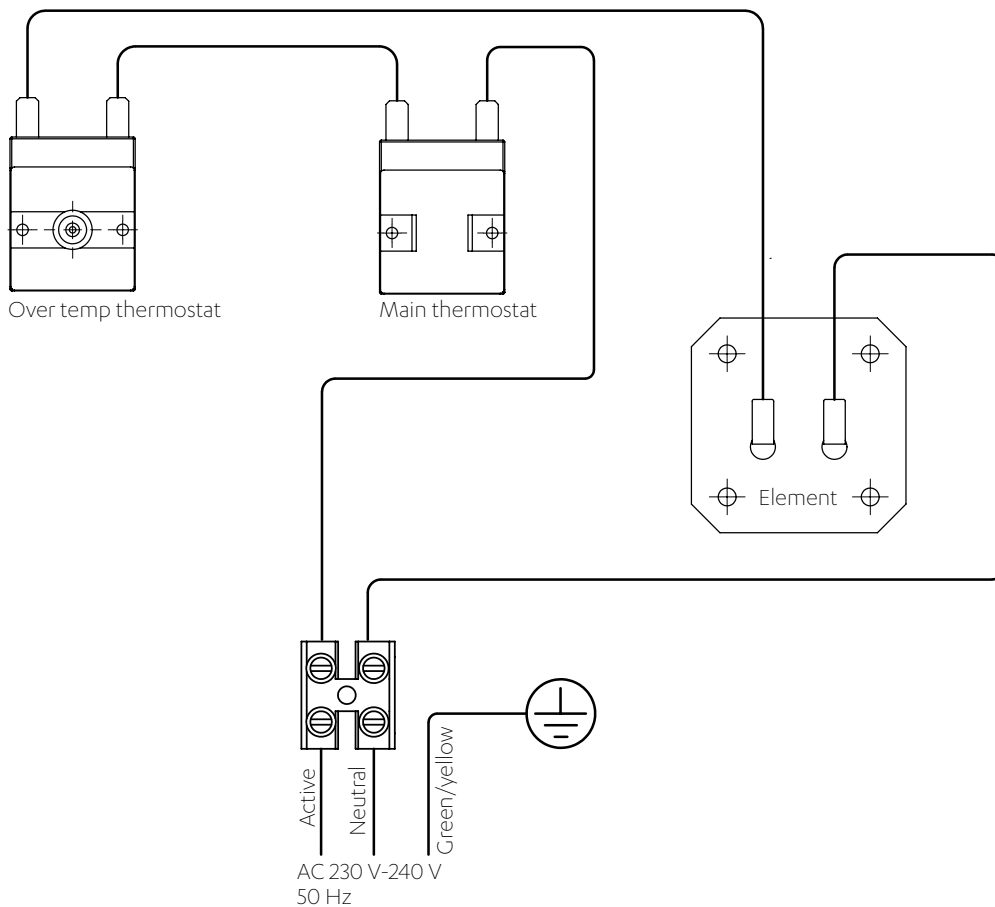 Over temp thermostat
Main thermostat
Element
Active
Neutral
Green/yellow
AC 230 V-240 V
50 Hz